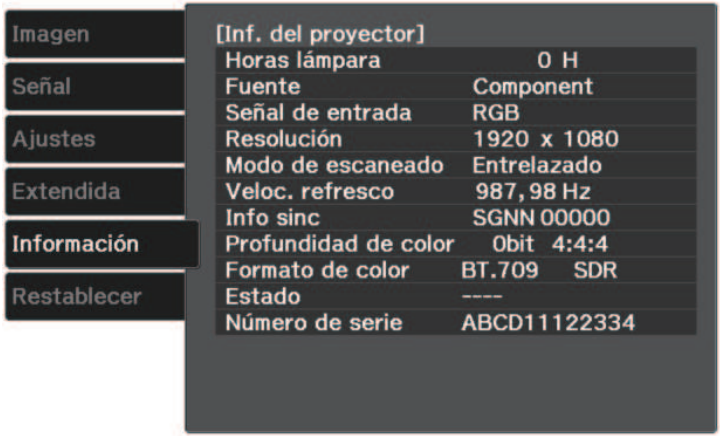 Imagen
Señal
Ajustes
Extendida
Información
Restablecer
[Inf. del proyector]
Horas lámpara 0 H
Fuente Component
Señal de entrada RGB
Resolución 1920 x 1080
Modo de escaneado Entrelazado
Veloc. refresco 987,98 Hz
Info sinc SGNN 00000
Profundidad de color 0bit 4:4:4
Formato de color BT.709 SDR
Estado ----
Número de serie ABCD11122334